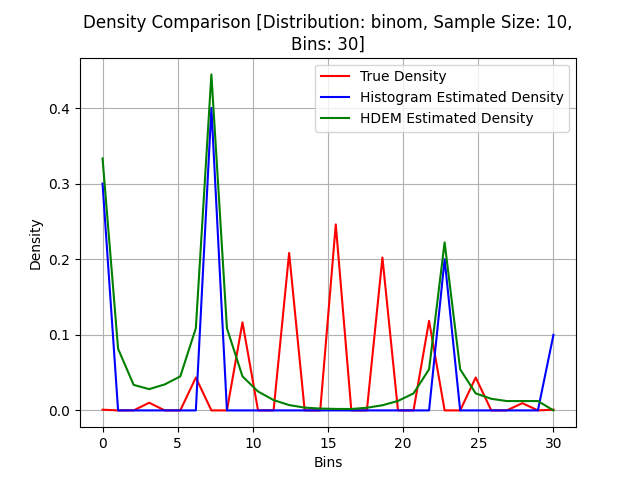 Density Comparison [Distribution: binom, Sample Size: 10,
Bins: 30]
True Density
Histogram Estimated Density
HDEM Estimated Density
Density
0.4
0.3
0.2
0.1
0.0
0 5 10 15 20 25 30
Bins